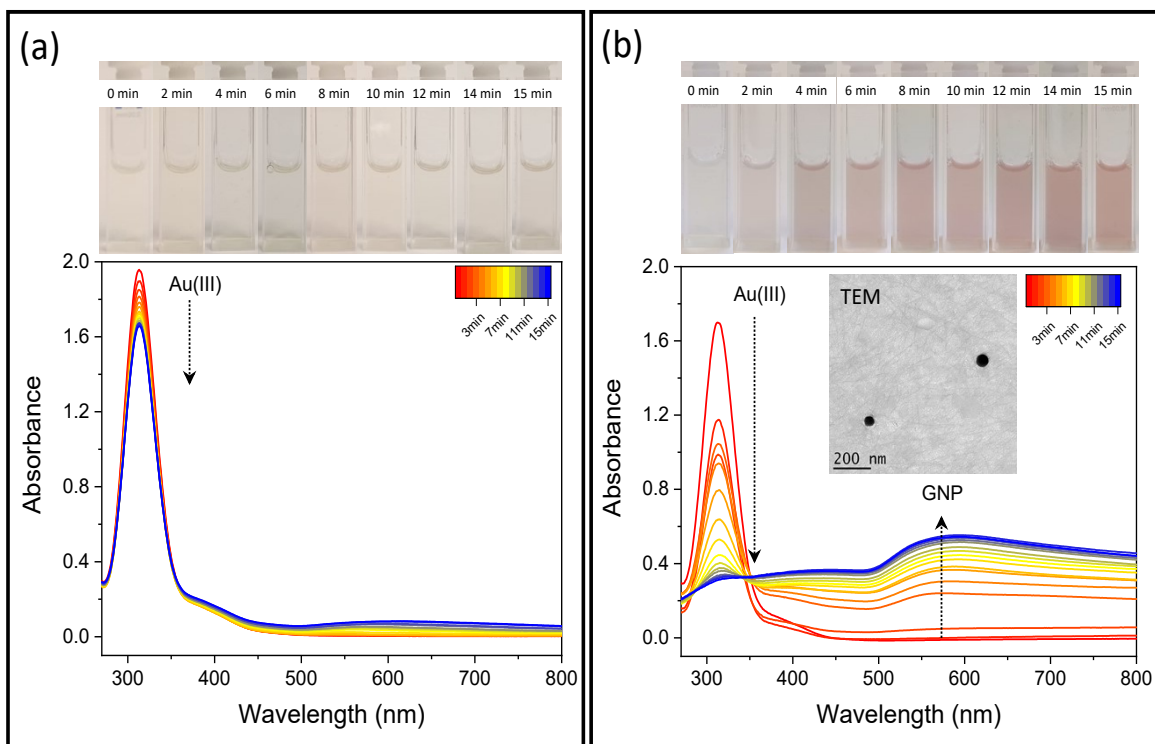 (a)
0 min 2 min 4 min 6 min 8 min 10 min 12 min 14 min 15 min
2.0
1.6
1.2
0.8
0.4
0.0
Absorbance
Au(III)
3min 7min 11min 15min
300 400 500 600 700 800
Wavelength (nm)
(b)
0 min 2 min 4 min 6 min 8 min 10 min 12 min 14 min 15 min
2.0
1.6
1.2
0.8
0.4
0.0
Absorbance
Au(III)
TEM
200 nm
GNP
3min 7min 11min 15min
300 400 500 600 700 800
Wavelength (nm)